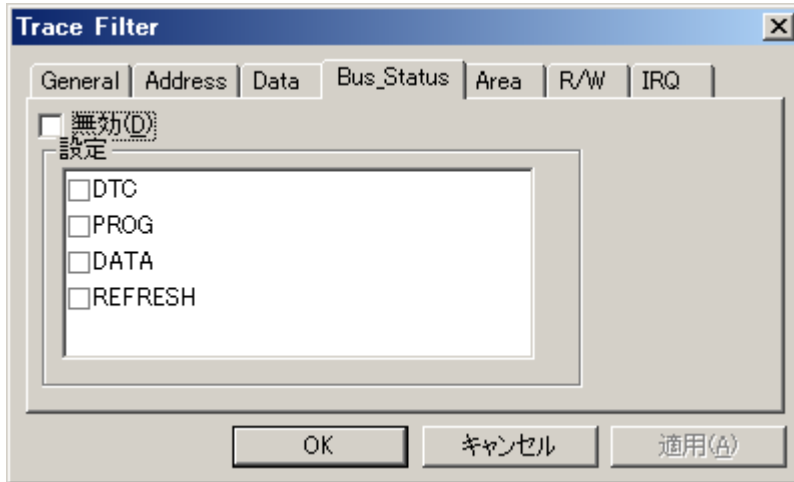 Trace Filter
General Address Data Bus_Status Area R/W IRQ
無効(D)
設定
DTC
PROG
DATA
REFRESH
OK キャンセル 適用(A)